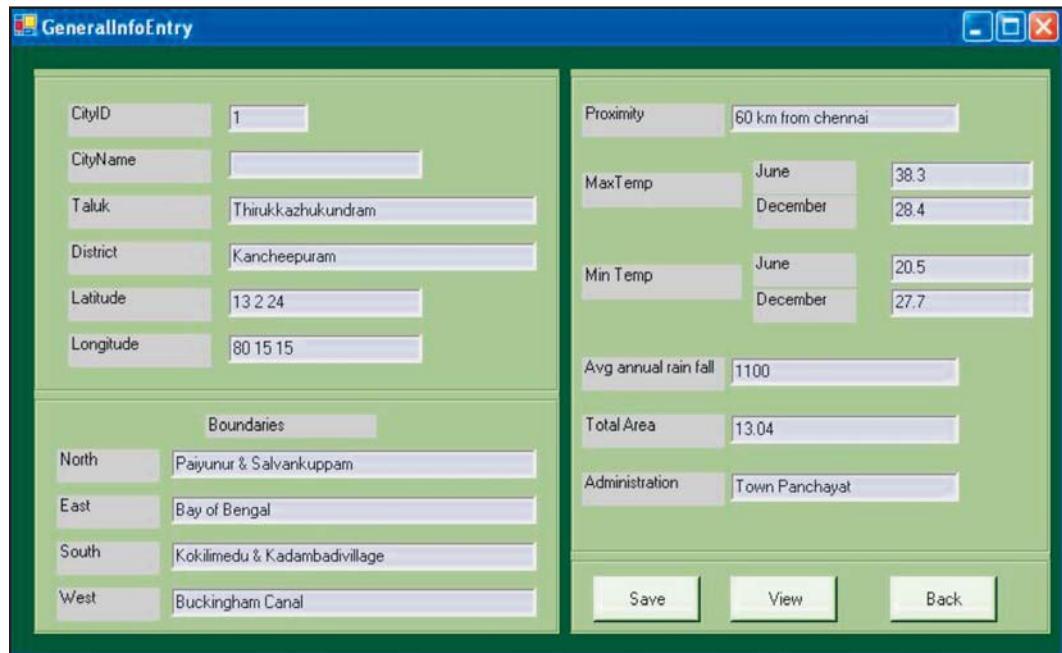 GeneralInfoEntry
CityID 1
CityName
Taluk Thirukkazhukundram
District Kancheepuram
Latitude 13 2 24
Longitude 80 15 15
Boundaries
North Paiyunur & Salvankuppam
East Bay of Bengal
South Kokilimedu & Kadambadivillage
West Buckingham Canal
Proximity 60 km from chennai
MaxTemp June 38.3
December 28.4
Min Temp June 20.5
December 27.7
Avg annual rain fall 1100
Total Area 13.04
Administration Town Panchayat
Save View Back